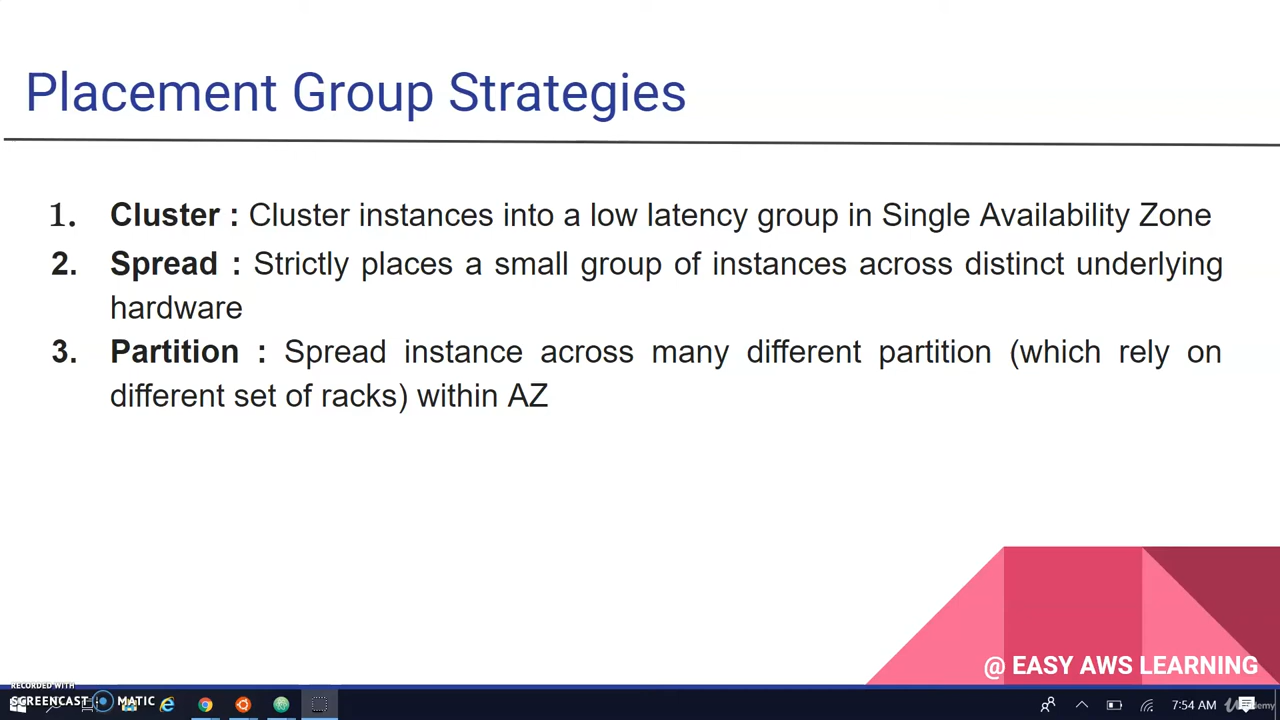 Placement Group Strategies
1. Cluster : Cluster instances into a low latency group in Single Availability Zone
2. Spread : Strictly places a small group of instances across distinct underlying
hardware
3. Partition : Spread instance across many different partition (which rely on
different set of racks) within AZ
@ EASY AWS LEARNING
RECORDED WITH
SCREENCAST MATIC
7:54 AM
Udemy